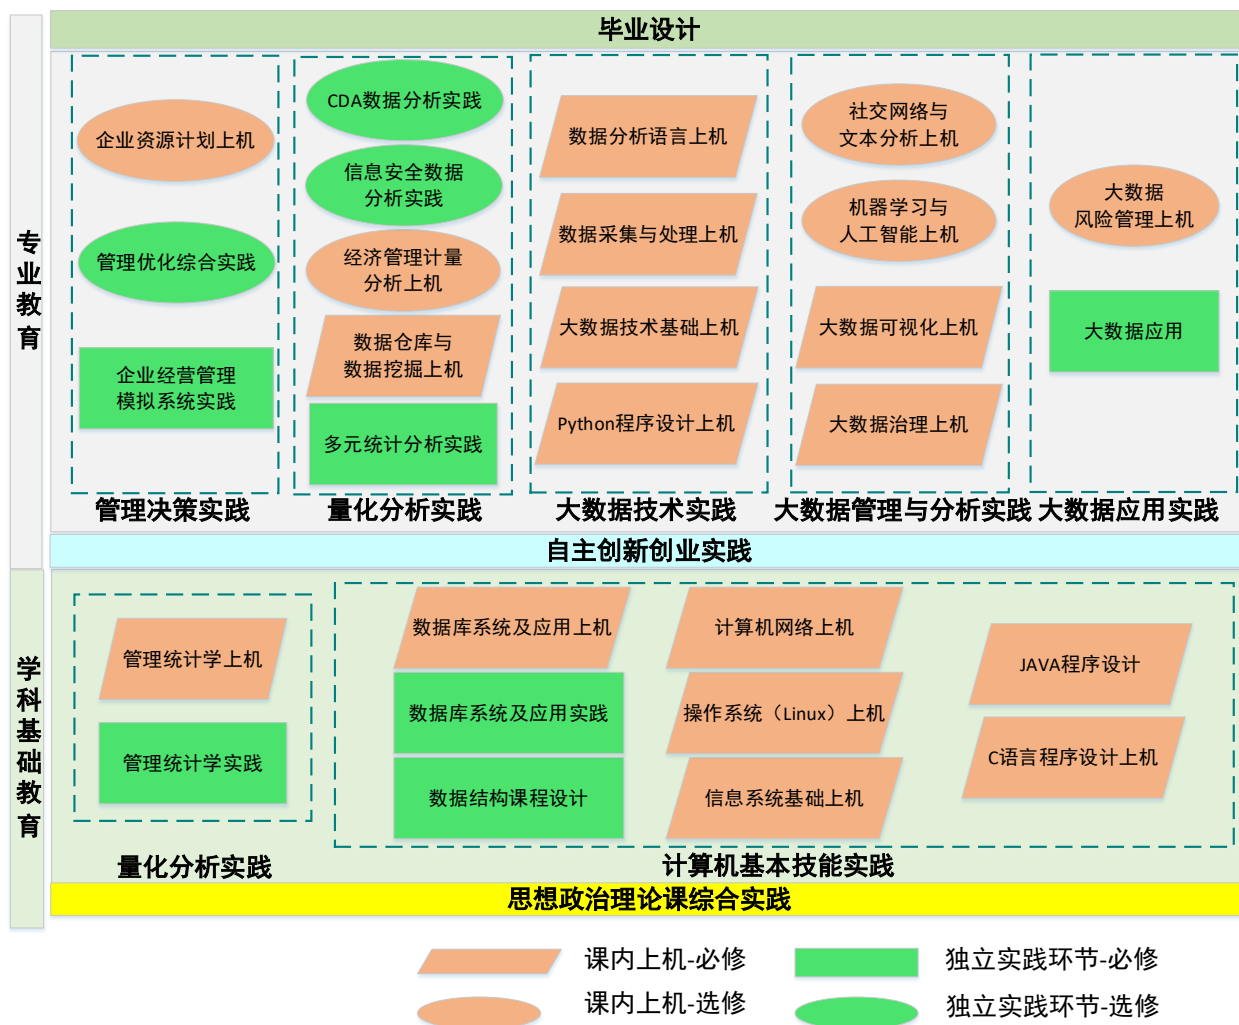 毕业设计
专业教育
企业资源计划上机
管理优化综合实践
企业经营管理
模拟系统实践
管理决策实践
CDA数据分析实践
信息安全数据
分析实践
经济管理计量
分析上机
数据仓库与
数据挖掘上机
多元统计分析实践
量化分析实践
数据分析语言上机
数据采集与处理上机
大数据技术基础上机
Python程序设计上机
大数据技术实践
社交网络与
文本分析上机
机器学习与
人工智能上机
大数据可视化上机
大数据治理上机
大数据管理与分析实践
大数据
风险管理上机
大数据应用
大数据应用实践
自主创新创业实践
学科基础教育
管理统计学上机
管理统计学实践
量化分析实践
数据库系统及应用上机
数据库系统及应用实践
数据结构课程设计
计算机网络上机
操作系统（Linux）上机
信息系统基础上机
JAVA程序设计
C语言程序设计上机
计算机基本技能实践
思想政治理论课综合实践
课内上机-必修
独立实践环节-必修
课内上机-选修
独立实践环节-选修